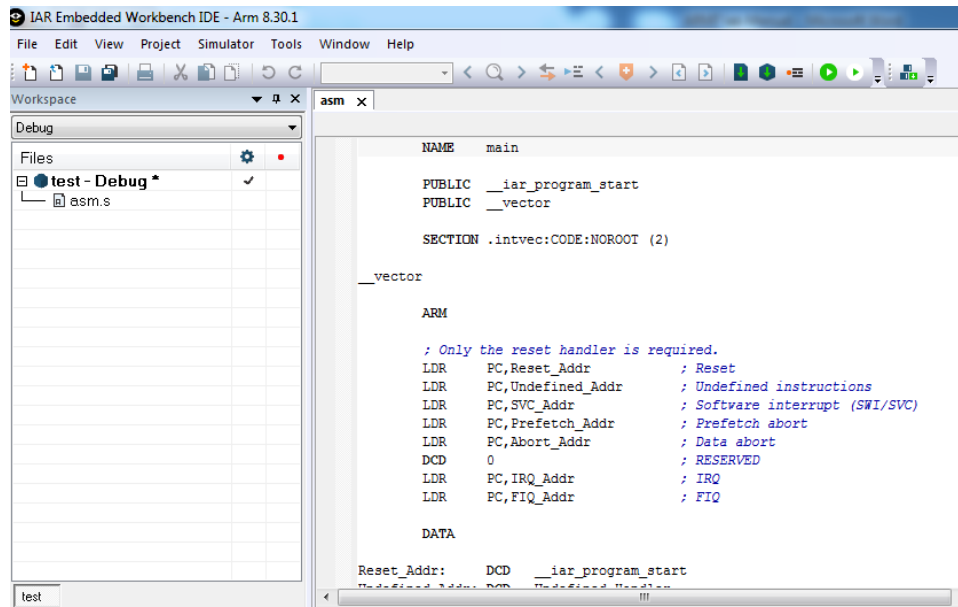 IAR Embedded Workbench IDE - Arm 8.30.1
File Edit View Project Simulator Tools Window Help
Workspace
Debug
Files
test - Debug *
asm.s
test
asm
NAME main
PUBLIC __iar_program_start
PUBLIC __vector
SECTION .intvec:CODE:NOROOT (2)
__vector
ARM
; Only the reset handler is required.
LDR PC,Reset_Addr ; Reset
LDR PC,Undefined_Addr ; Undefined instructions
LDR PC,SVC_Addr ; Software interrupt (SWI/SVC)
LDR PC,Prefetch_Addr ; Prefetch abort
LDR PC,Abort_Addr ; Data abort
DCD 0 ; RESERVED
LDR PC,IRQ_Addr ; IRQ
LDR PC,FIQ_Addr ; FIQ
DATA
Reset_Addr: DCD __iar_program_start
Undefined_Addr: DCD Undefined_Handler